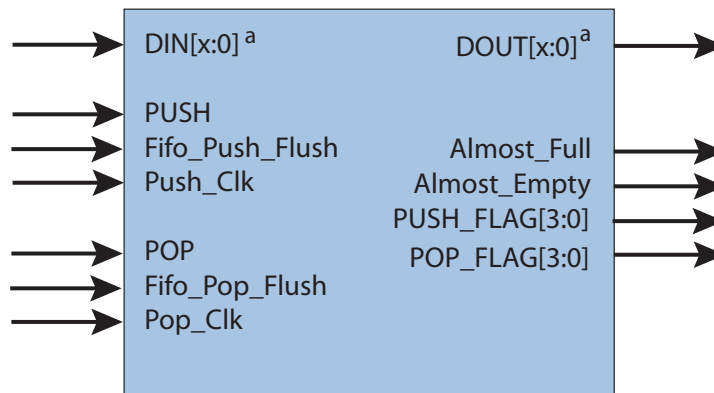 DIN[x:0] a
DOUT[x:0] a
PUSH
Fifo_Push_Flush
Almost_Full
Push_Clk
Almost_Empty
PUSH_FLAG[3:0]
POP
POP_FLAG[3:0]
Fifo_Pop_Flush
Pop_Clk